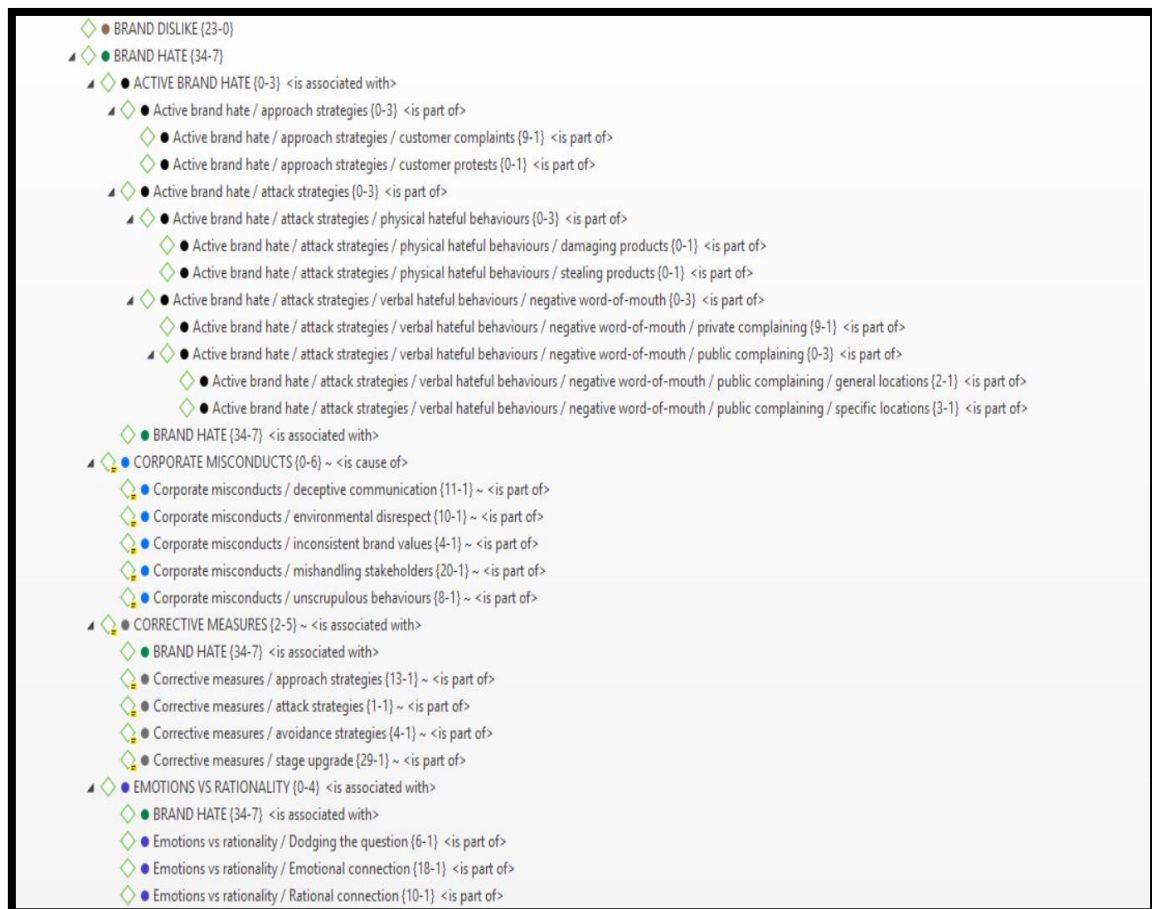 BRAND DISLIKE {23-0}
BRAND HATE {34-7}
ACTIVE BRAND HATE {0-3} <is associated with>
Active brand hate / approach strategies {0-3} <is part of>
Active brand hate / approach strategies / customer complaints {9-1} <is part of>
Active brand hate / approach strategies / customer protests {0-1} <is part of>
Active brand hate / attack strategies {0-3} <is part of>
Active brand hate / attack strategies / physical hateful behaviours {0-3} <is part of>
Active brand hate / attack strategies / physical hateful behaviours / damaging products {0-1} <is part of>
Active brand hate / attack strategies / physical hateful behaviours / stealing products {0-1} <is part of>
Active brand hate / attack strategies / verbal hateful behaviours / negative word-of-mouth {0-3} <is part of>
Active brand hate / attack strategies / verbal hateful behaviours / negative word-of-mouth / private complaining {9-1} <is part of>
Active brand hate / attack strategies / verbal hateful behaviours / negative word-of-mouth / public complaining {0-3} <is part of>
Active brand hate / attack strategies / verbal hateful behaviours / negative word-of-mouth / public complaining / general locations {2-1} <is part of>
Active brand hate / attack strategies / verbal hateful behaviours / negative word-of-mouth / public complaining / specific locations {3-1} <is part of>
BRAND HATE {34-7} <is associated with>
CORPORATE MISCONDUCTS {0-6} ~ <is cause of>
Corporate misconducts / deceptive communication {11-1} ~ <is part of>
Corporate misconducts / environmental disrespect {10-1} ~ <is part of>
Corporate misconducts / inconsistent brand values {4-1} ~ <is part of>
Corporate misconducts / mishandling stakeholders {20-1} ~ <is part of>
Corporate misconducts / unscrupulous behaviours {8-1} ~ <is part of>
CORRECTIVE MEASURES {2-5} ~ <is associated with>
BRAND HATE {34-7} <is associated with>
Corrective measures / approach strategies {13-1} ~ <is part of>
Corrective measures / attack strategies {1-1} ~ <is part of>
Corrective measures / avoidance strategies {4-1} ~ <is part of>
Corrective measures / stage upgrade {29-1} ~ <is part of>
EMOTIONS VS RATIONALITY {0-4} <is associated with>
BRAND HATE {34-7} <is associated with>
Emotions vs rationality / Dodging the question {6-1} <is part of>
Emotions vs rationality / Emotional connection {18-1} <is part of>
Emotions vs rationality / Rational connection {10-1} <is part of>